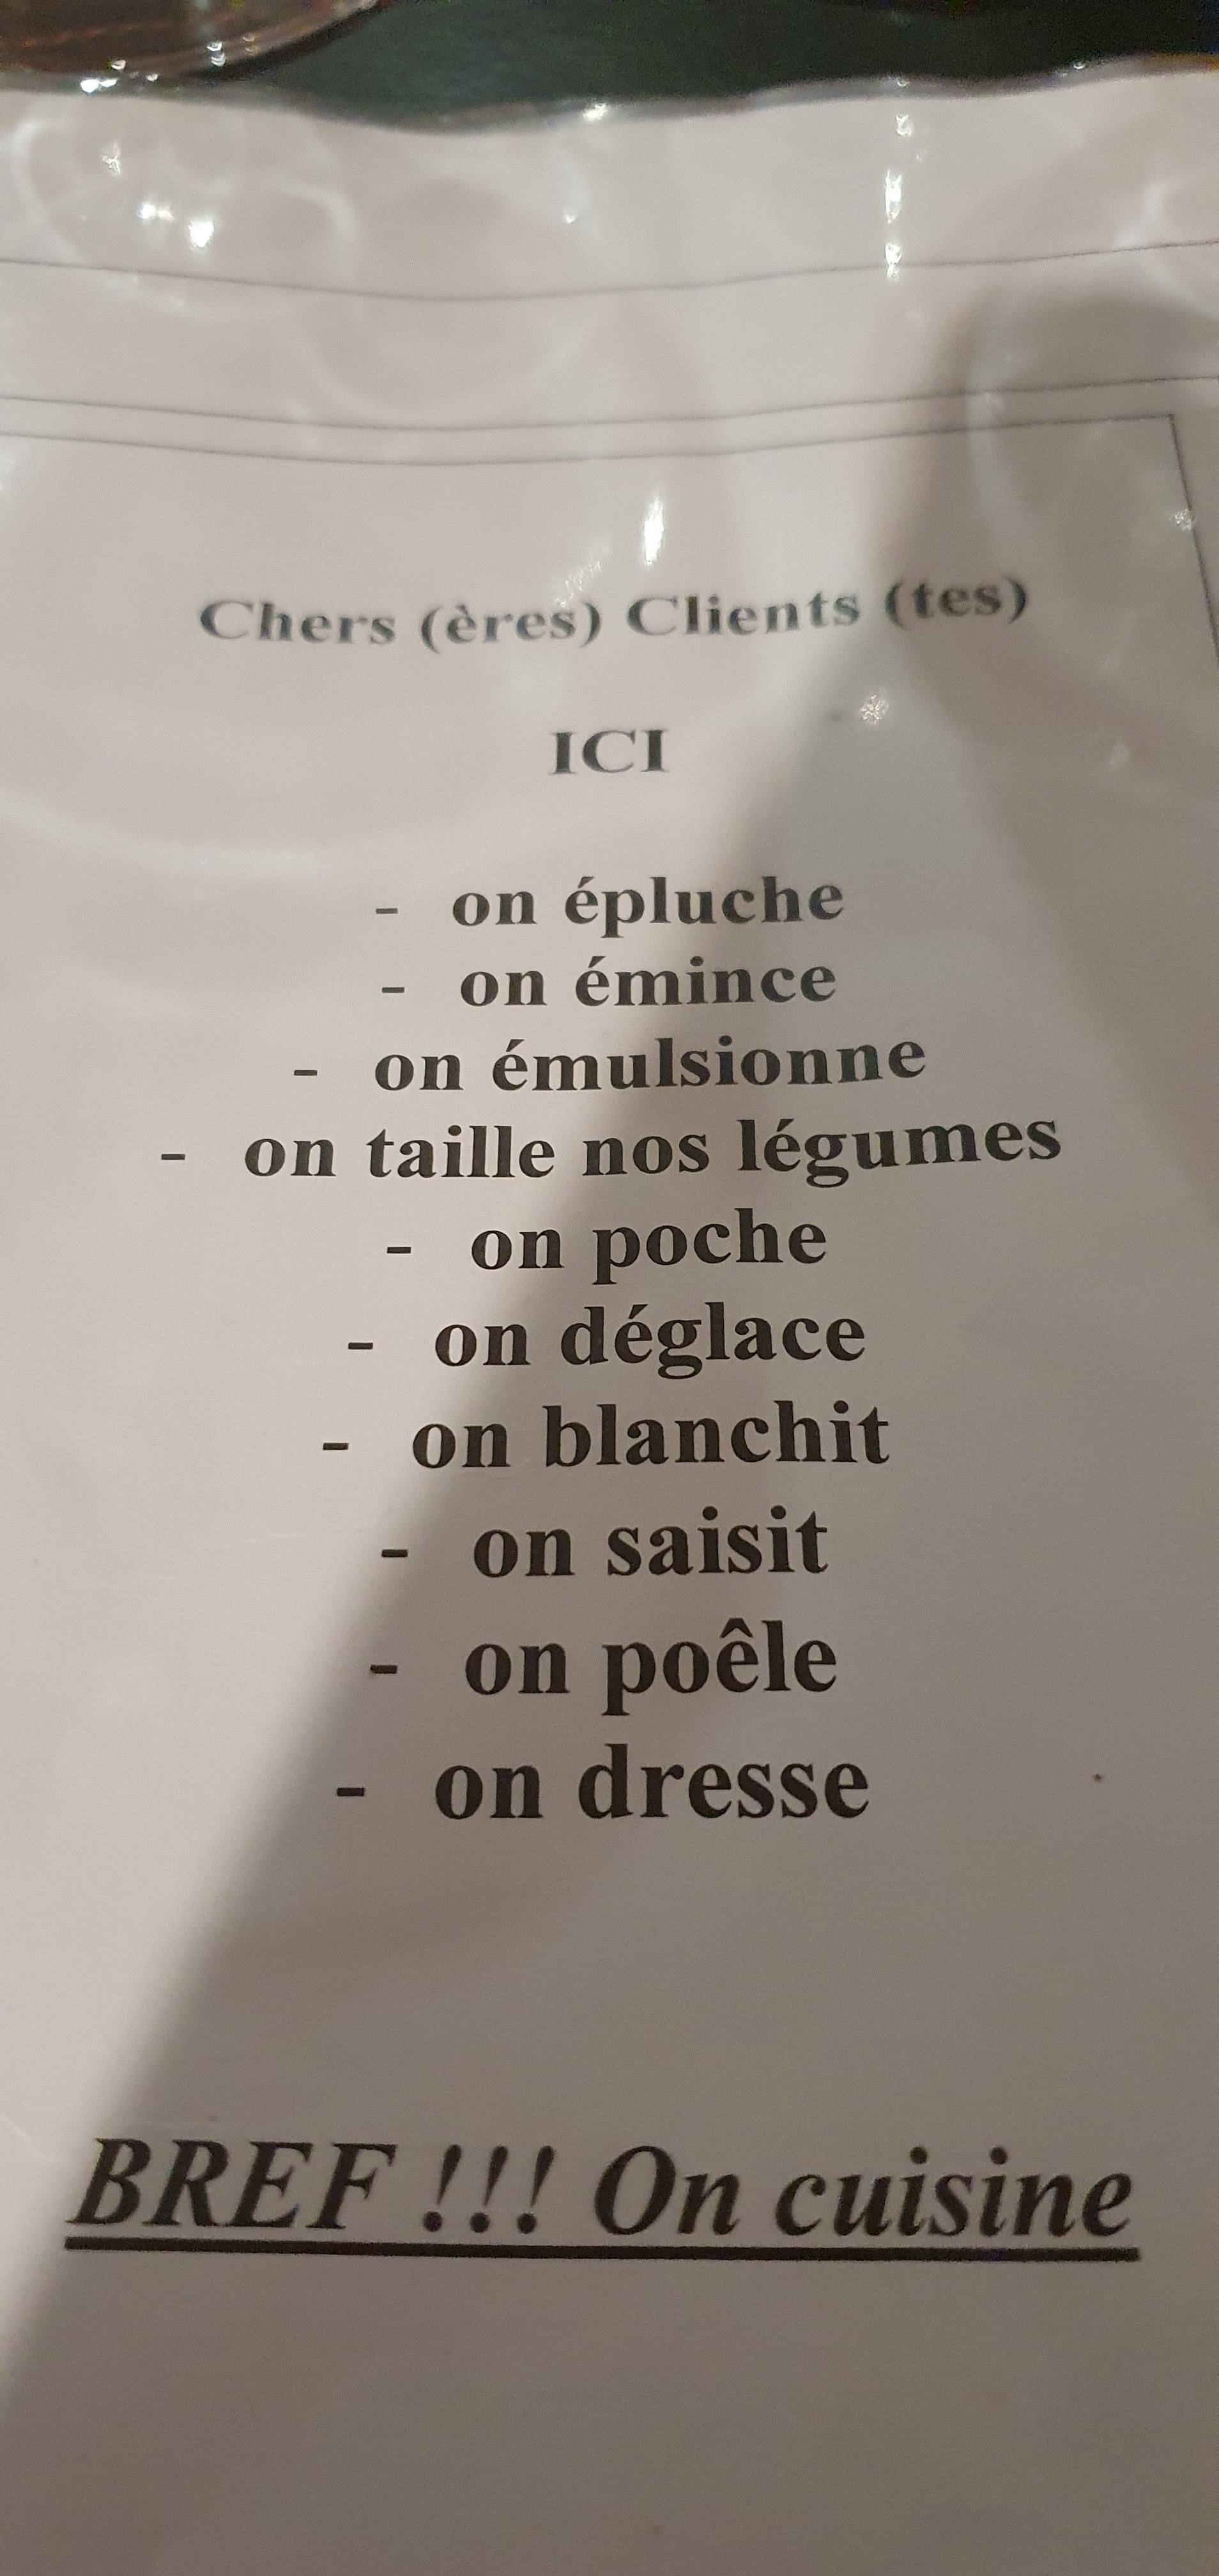 Chers (ères) Clients (tes)
ICI
- on épluche
- on émince
- on émulsionne
- on taille nos légumes
- on poche
- on déglace
- on blanchit
- on saisit
- on poêle
- on dresse
BREF !!! On cuisine